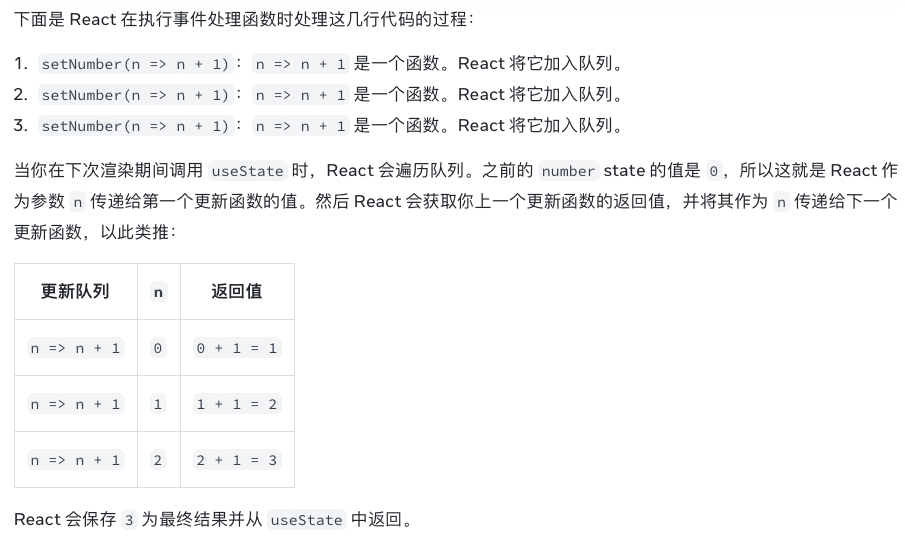 下面是 React 在执行事件处理函数时处理这几行代码的过程：
1. setNumber(n => n + 1)： n => n + 1 是一个函数。React 将它加入队列。
2. setNumber(n => n + 1)： n => n + 1 是一个函数。React 将它加入队列。
3. setNumber(n => n + 1)： n => n + 1 是一个函数。React 将它加入队列。
当你在下次渲染期间调用 useState 时，React 会遍历队列。之前的 number state 的值是 0，所以这就是 React 作
为参数 n 传递给第一个更新函数的值。然后 React 会获取你上一个更新函数的返回值，并将其作为 n 传递给下一个
更新函数，以此类推：
更新队列 n 返回值
n => n + 1 0 0 + 1 = 1
n => n + 1 1 1 + 1 = 2
n => n + 1 2 2 + 1 = 3
React 会保存 3 为最终结果并从 useState 中返回。